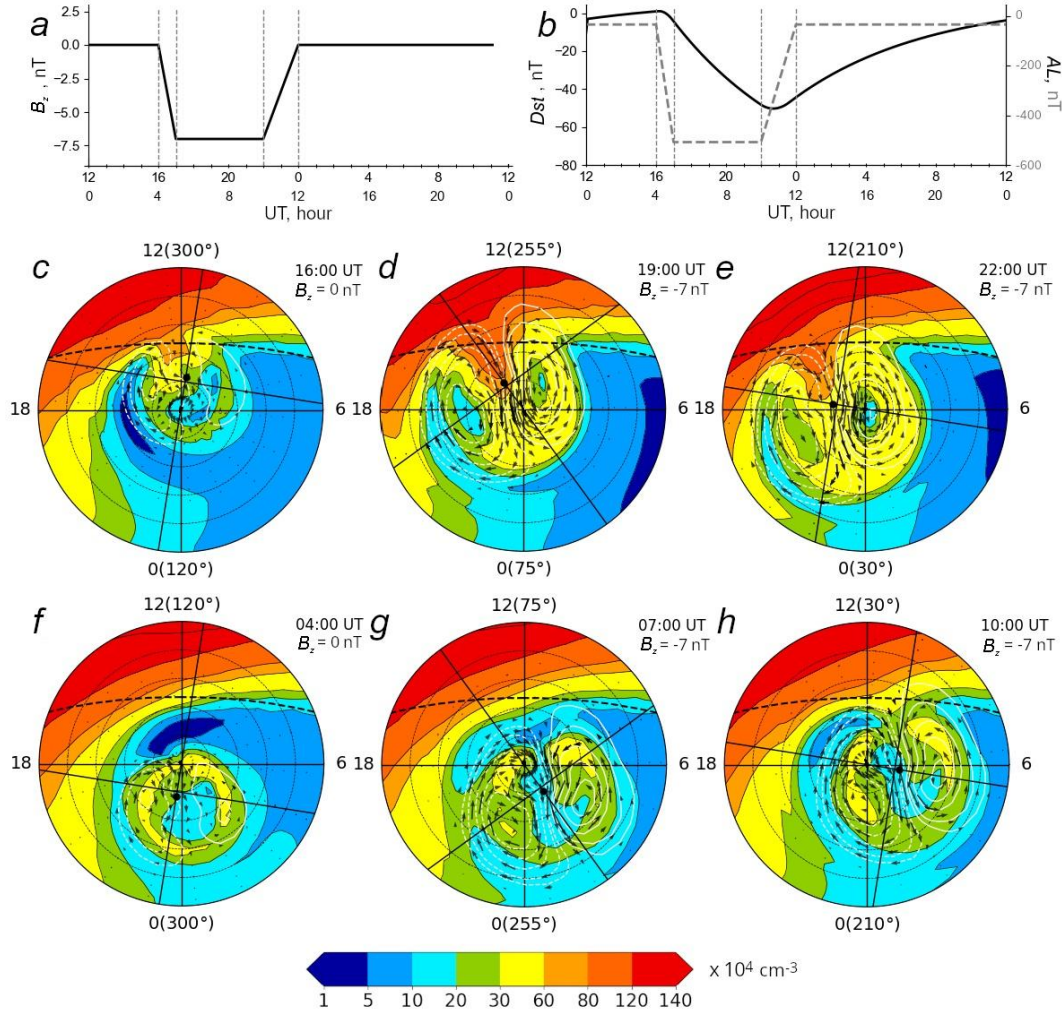 a
2.5
0.0
−2.5
−5.0
−7.5
Bz , nT
12 16 20 0 4 8 12
0 4 8 12 16 20 0
UT, hour
b
0
−20
−40
−60
−80
Dst , nT
0
−200
−400
−600
AL, nT
12 16 20 0 4 8 12
0 4 8 12 16 20 0
UT, hour
c
12(300°)
16:00 UT
Bz = 0 nT
18
6
0(120°)
d
12(255°)
19:00 UT
Bz = -7 nT
18
6
0(75°)
e
12(210°)
22:00 UT
Bz = -7 nT
18
6
0(30°)
f
12(120°)
04:00 UT
Bz = 0 nT
18
6
0(300°)
g
12(75°)
07:00 UT
Bz = -7 nT
18
6
0(255°)
h
12(30°)
10:00 UT
Bz = -7 nT
18
6
0(210°)
1 5 10 20 30 60 80 120 140
x 10⁴ cm⁻³